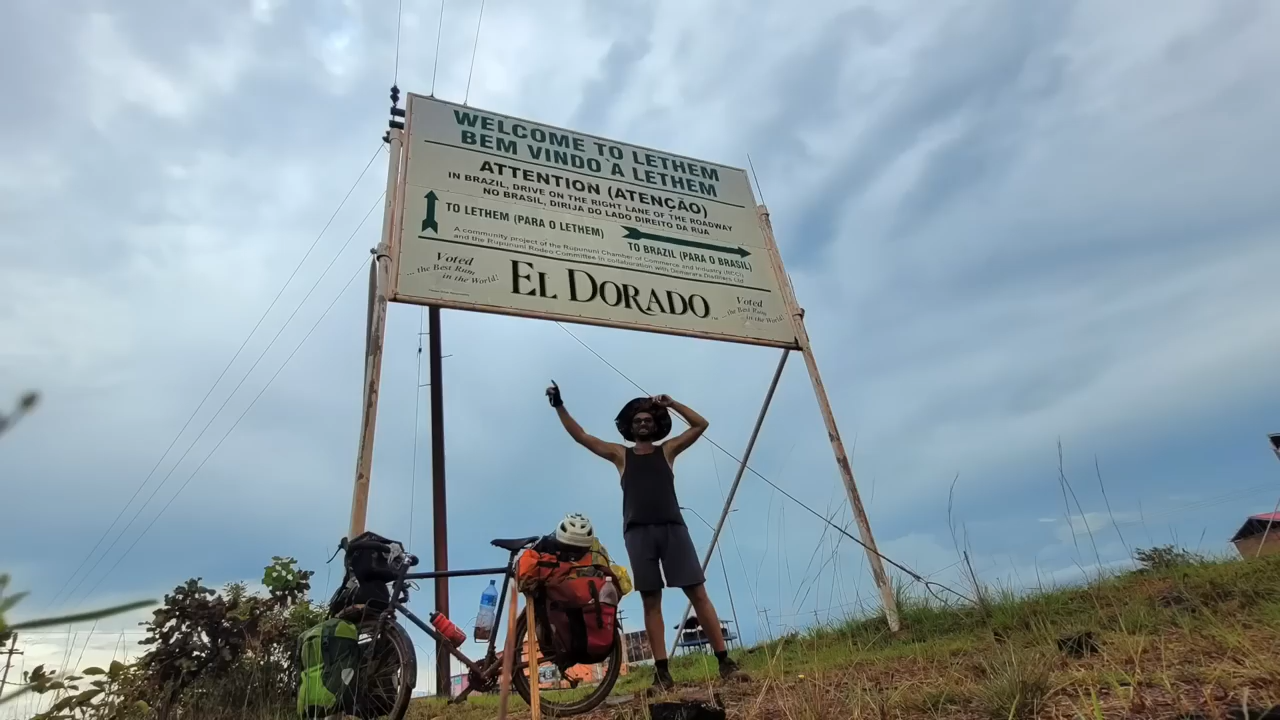 WELCOME TO LETHEM
BEM VINDO À LETHEM
ATTENTION (ATENÇÃO)
IN BRAZIL, DRIVE ON THE RIGHT LANE OF THE ROADWAY
NO BRASIL, DIRIJA DO LADO DIREITO DA RUA
TO LETHEM (PARA O LETHEM)
TO BRAZIL (PARA O BRASIL)
A community project of the Rupununi Chamber of Commerce and Industry (RCCI)
and the Rupununi Rodeo Committee in collaboration with Demerara Distillers Ltd
Voted
... the Best Rum
in the World!
EL DORADO
Voted
... the Best Rum
in the World!